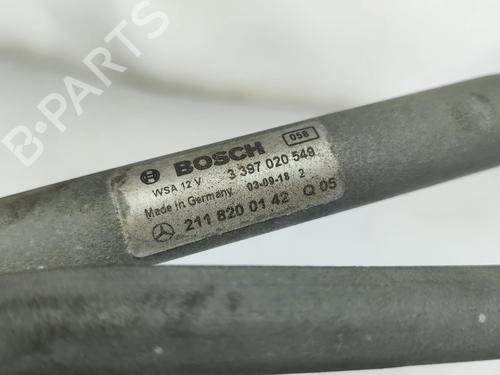 B-PARTS
BOSCH 058
WSA 12 V 3 397 020 549
Made in Germany 03-09-18 2
211 820 01 42 Q 05